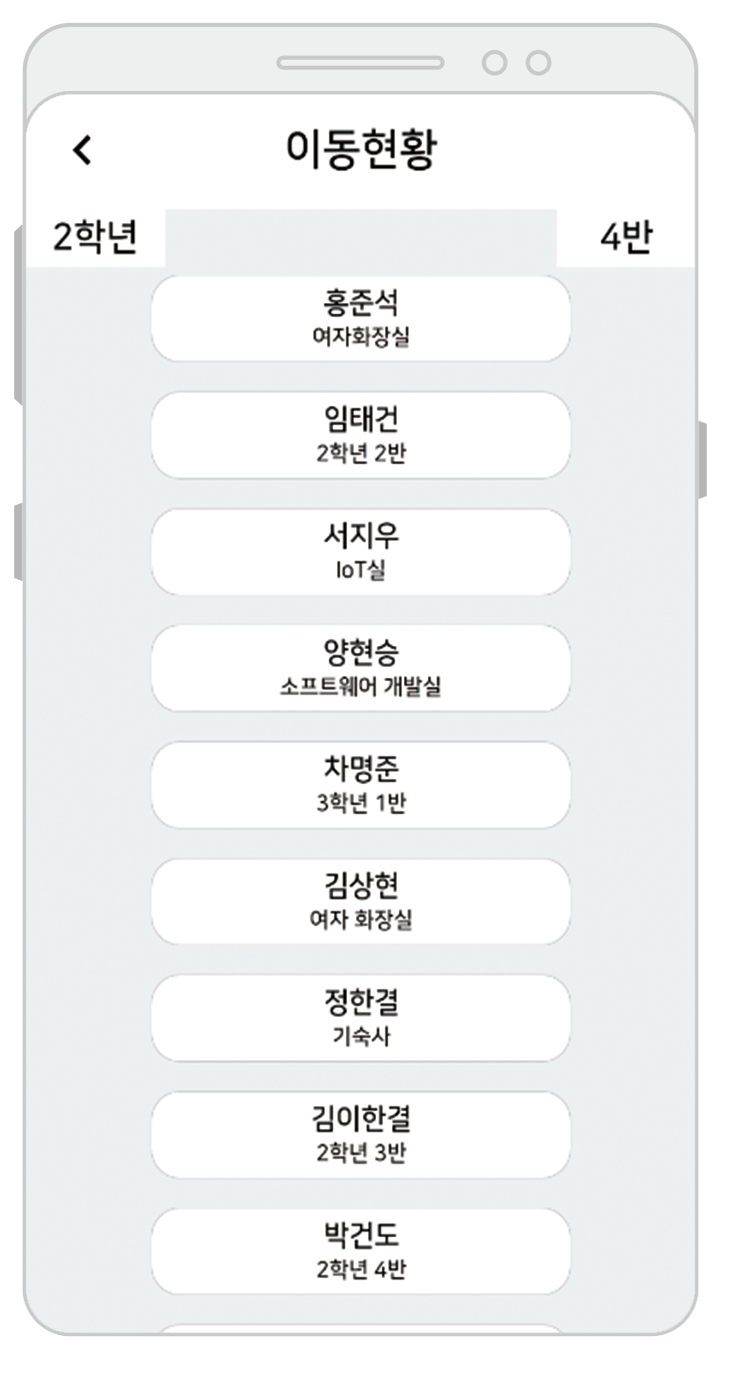 이동현황
2학년 4반
홍준석
여자화장실
임태건
2학년 2반
서지우
IoT실
양현승
소프트웨어 개발실
차명준
3학년 1반
김상현
여자 화장실
정한결
기숙사
김이한결
2학년 3반
박건도
2학년 4반